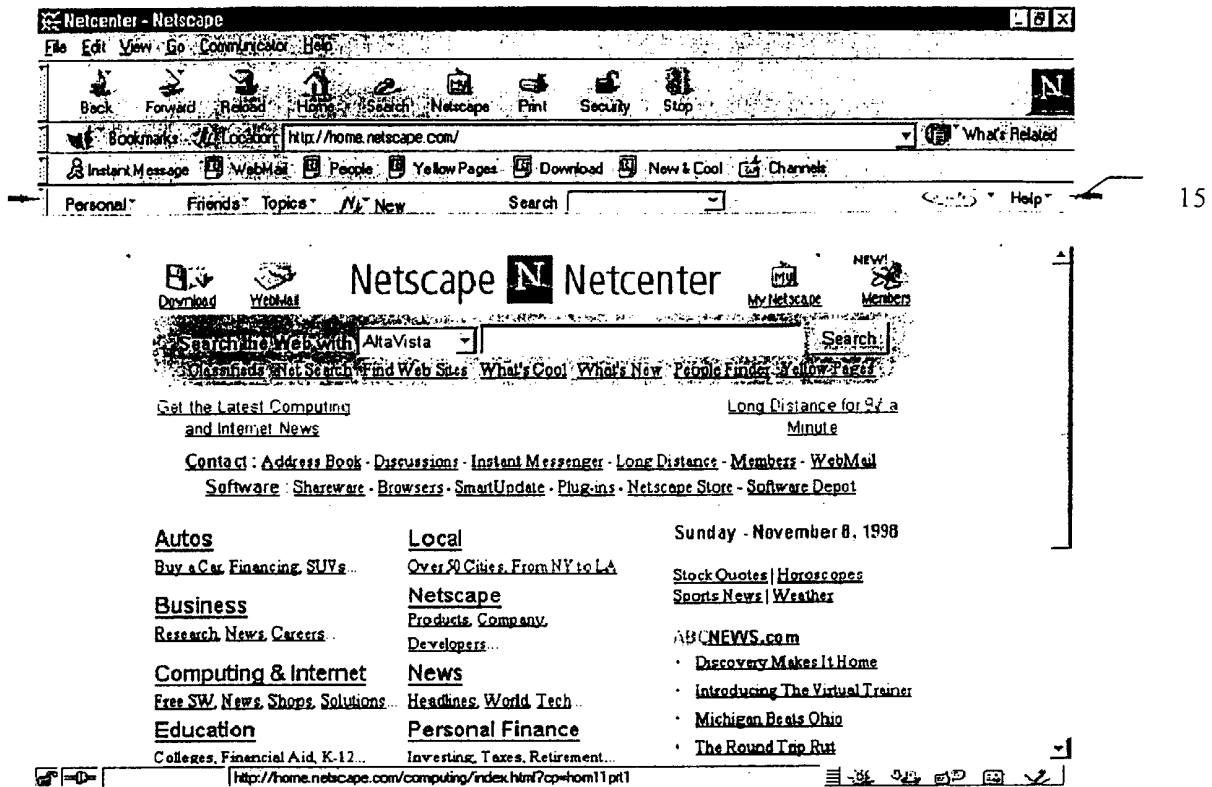 Netcenter - Netscape
File Edit View Go Communicator Help
Back Forward Reload Home Search Netscape Print Security Stop
N
Bookmarks Location: http://home.netscape.com/ What's Related
Instant Message WebMail People Yellow Pages Download New & Cool Channels
Personal Friends Topics New Search Help 15
NEW!
Netscape N Netcenter
My
Download WebMail My Netscape Members
Search the Web with AltaVista Search
Classifieds Net Search Find Web Sites What's Cool What's New People Finder Yellow Pages
Get the Latest Computing Long Distance for 9¢ a
and Internet News Minute
Contact : Address Book - Discussions - Instant Messenger - Long Distance - Members - WebMail
Software : Shareware - Browsers - SmartUpdate - Plug-ins - Netscape Store - Software Depot
Autos Local Sunday - November 8, 1998
Buy a Car, Financing, SUVs... Over 50 Cities, From NY to LA
Stock Quotes | Horoscopes
Business Netscape Sports News | Weather
Research, News, Careers... Products, Company,
Developers... ABCNEWS.com
Computing & Internet News · Discovery Makes It Home
Free SW, News, Shops, Solutions... Headlines, World, Tech... · Introducing The Virtual Trainer
Education Personal Finance · Michigan Beats Ohio
Colleges, Financial Aid, K-12... Investing, Taxes, Retirement... · The Round Trip Rut
http://home.netscape.com/computing/index.html?cp=hom11prt1